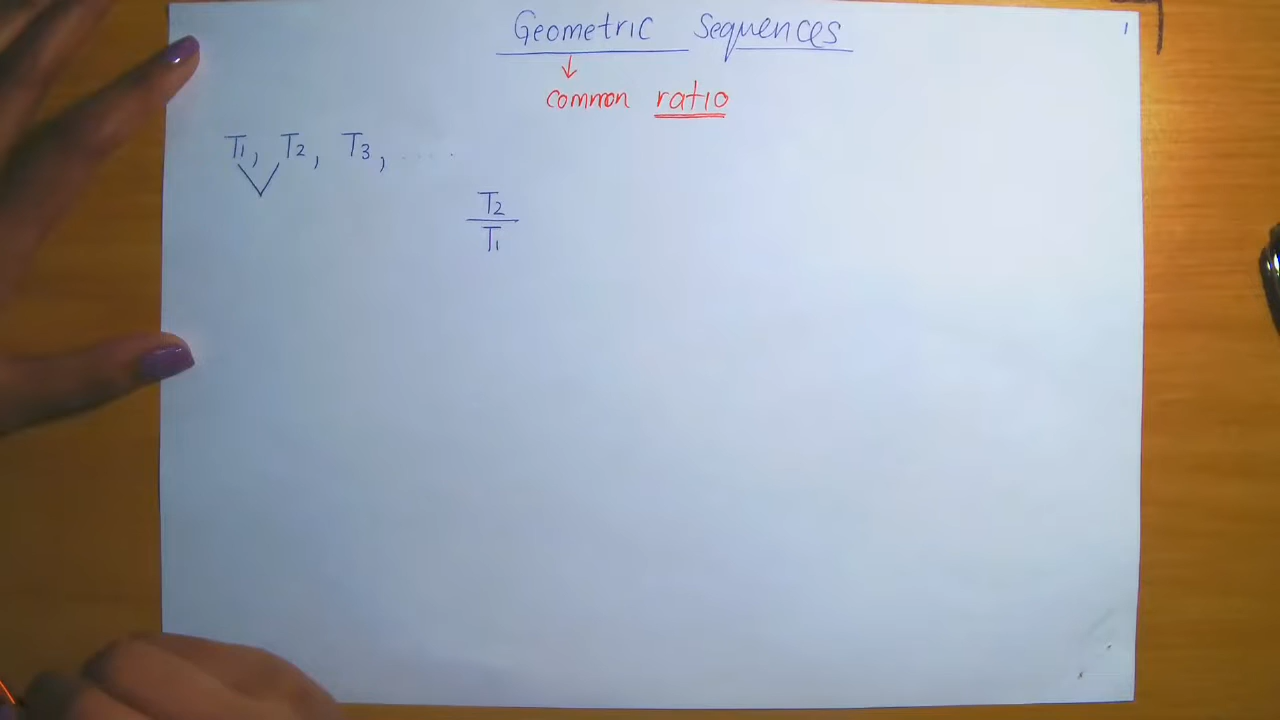 Geometric Sequences
1
common ratio
T1, T2, T3, .....
T2
T1